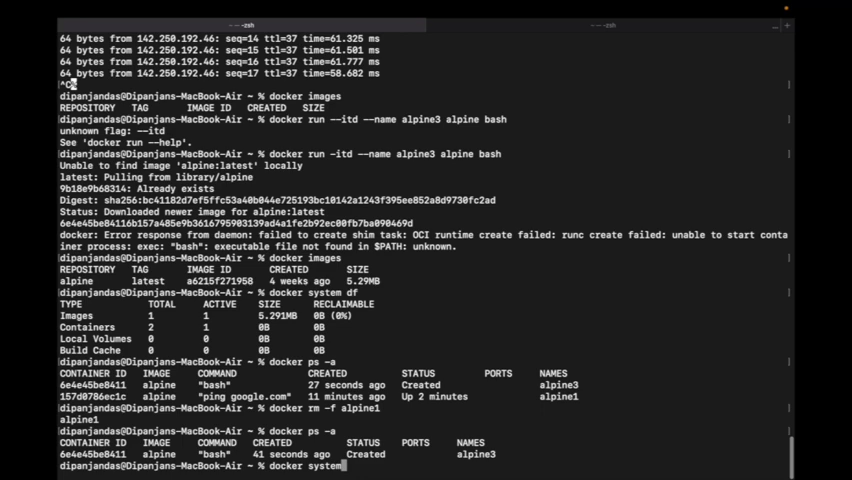 -- -zsh
-- -zsh
64 bytes from 142.250.192.46: seq=14 ttl=37 time=61.325 ms
64 bytes from 142.250.192.46: seq=15 ttl=37 time=61.501 ms
64 bytes from 142.250.192.46: seq=16 ttl=37 time=61.777 ms
64 bytes from 142.250.192.46: seq=17 ttl=37 time=58.682 ms
^C%
dipanjandas@Dipanjans-MacBook-Air ~ % docker images
REPOSITORY TAG IMAGE ID CREATED SIZE
dipanjandas@Dipanjans-MacBook-Air ~ % docker run --itd --name alpine3 alpine bash
unknown flag: --itd
See 'docker run --help'.
dipanjandas@Dipanjans-MacBook-Air ~ % docker run -itd --name alpine3 alpine bash
Unable to find image 'alpine:latest' locally
latest: Pulling from library/alpine
9b18e9b68314: Already exists
Digest: sha256:bc41182d7ef5ffc53a40b044e725193bc10142a1243f395ee852a8d9730fc2ad
Status: Downloaded newer image for alpine:latest
6e4e45be84116b157a485e9b3616795903139ad4a1fe2b92ec00fb7ba090469d
docker: Error response from daemon: failed to create shim task: OCI runtime create failed: runc create failed: unable to start conta
iner process: exec: "bash": executable file not found in $PATH: unknown.
dipanjandas@Dipanjans-MacBook-Air ~ % docker images
REPOSITORY TAG IMAGE ID CREATED SIZE
alpine latest a6215f271958 4 weeks ago 5.29MB
dipanjandas@Dipanjans-MacBook-Air ~ % docker system df
TYPE TOTAL ACTIVE SIZE RECLAIMABLE
Images 1 1 5.291MB 0B (0%)
Containers 2 1 0B 0B
Local Volumes 0 0 0B 0B
Build Cache 0 0 0B 0B
dipanjandas@Dipanjans-MacBook-Air ~ % docker ps -a
CONTAINER ID IMAGE COMMAND CREATED STATUS PORTS NAMES
6e4e45be8411 alpine "bash" 27 seconds ago Created alpine3
157d0786ec1c alpine "ping google.com" 11 minutes ago Up 2 minutes alpine1
dipanjandas@Dipanjans-MacBook-Air ~ % docker rm -f alpine1
alpine1
dipanjandas@Dipanjans-MacBook-Air ~ % docker ps -a
CONTAINER ID IMAGE COMMAND CREATED STATUS PORTS NAMES
6e4e45be8411 alpine "bash" 41 seconds ago Created alpine3
dipanjandas@Dipanjans-MacBook-Air ~ % docker system